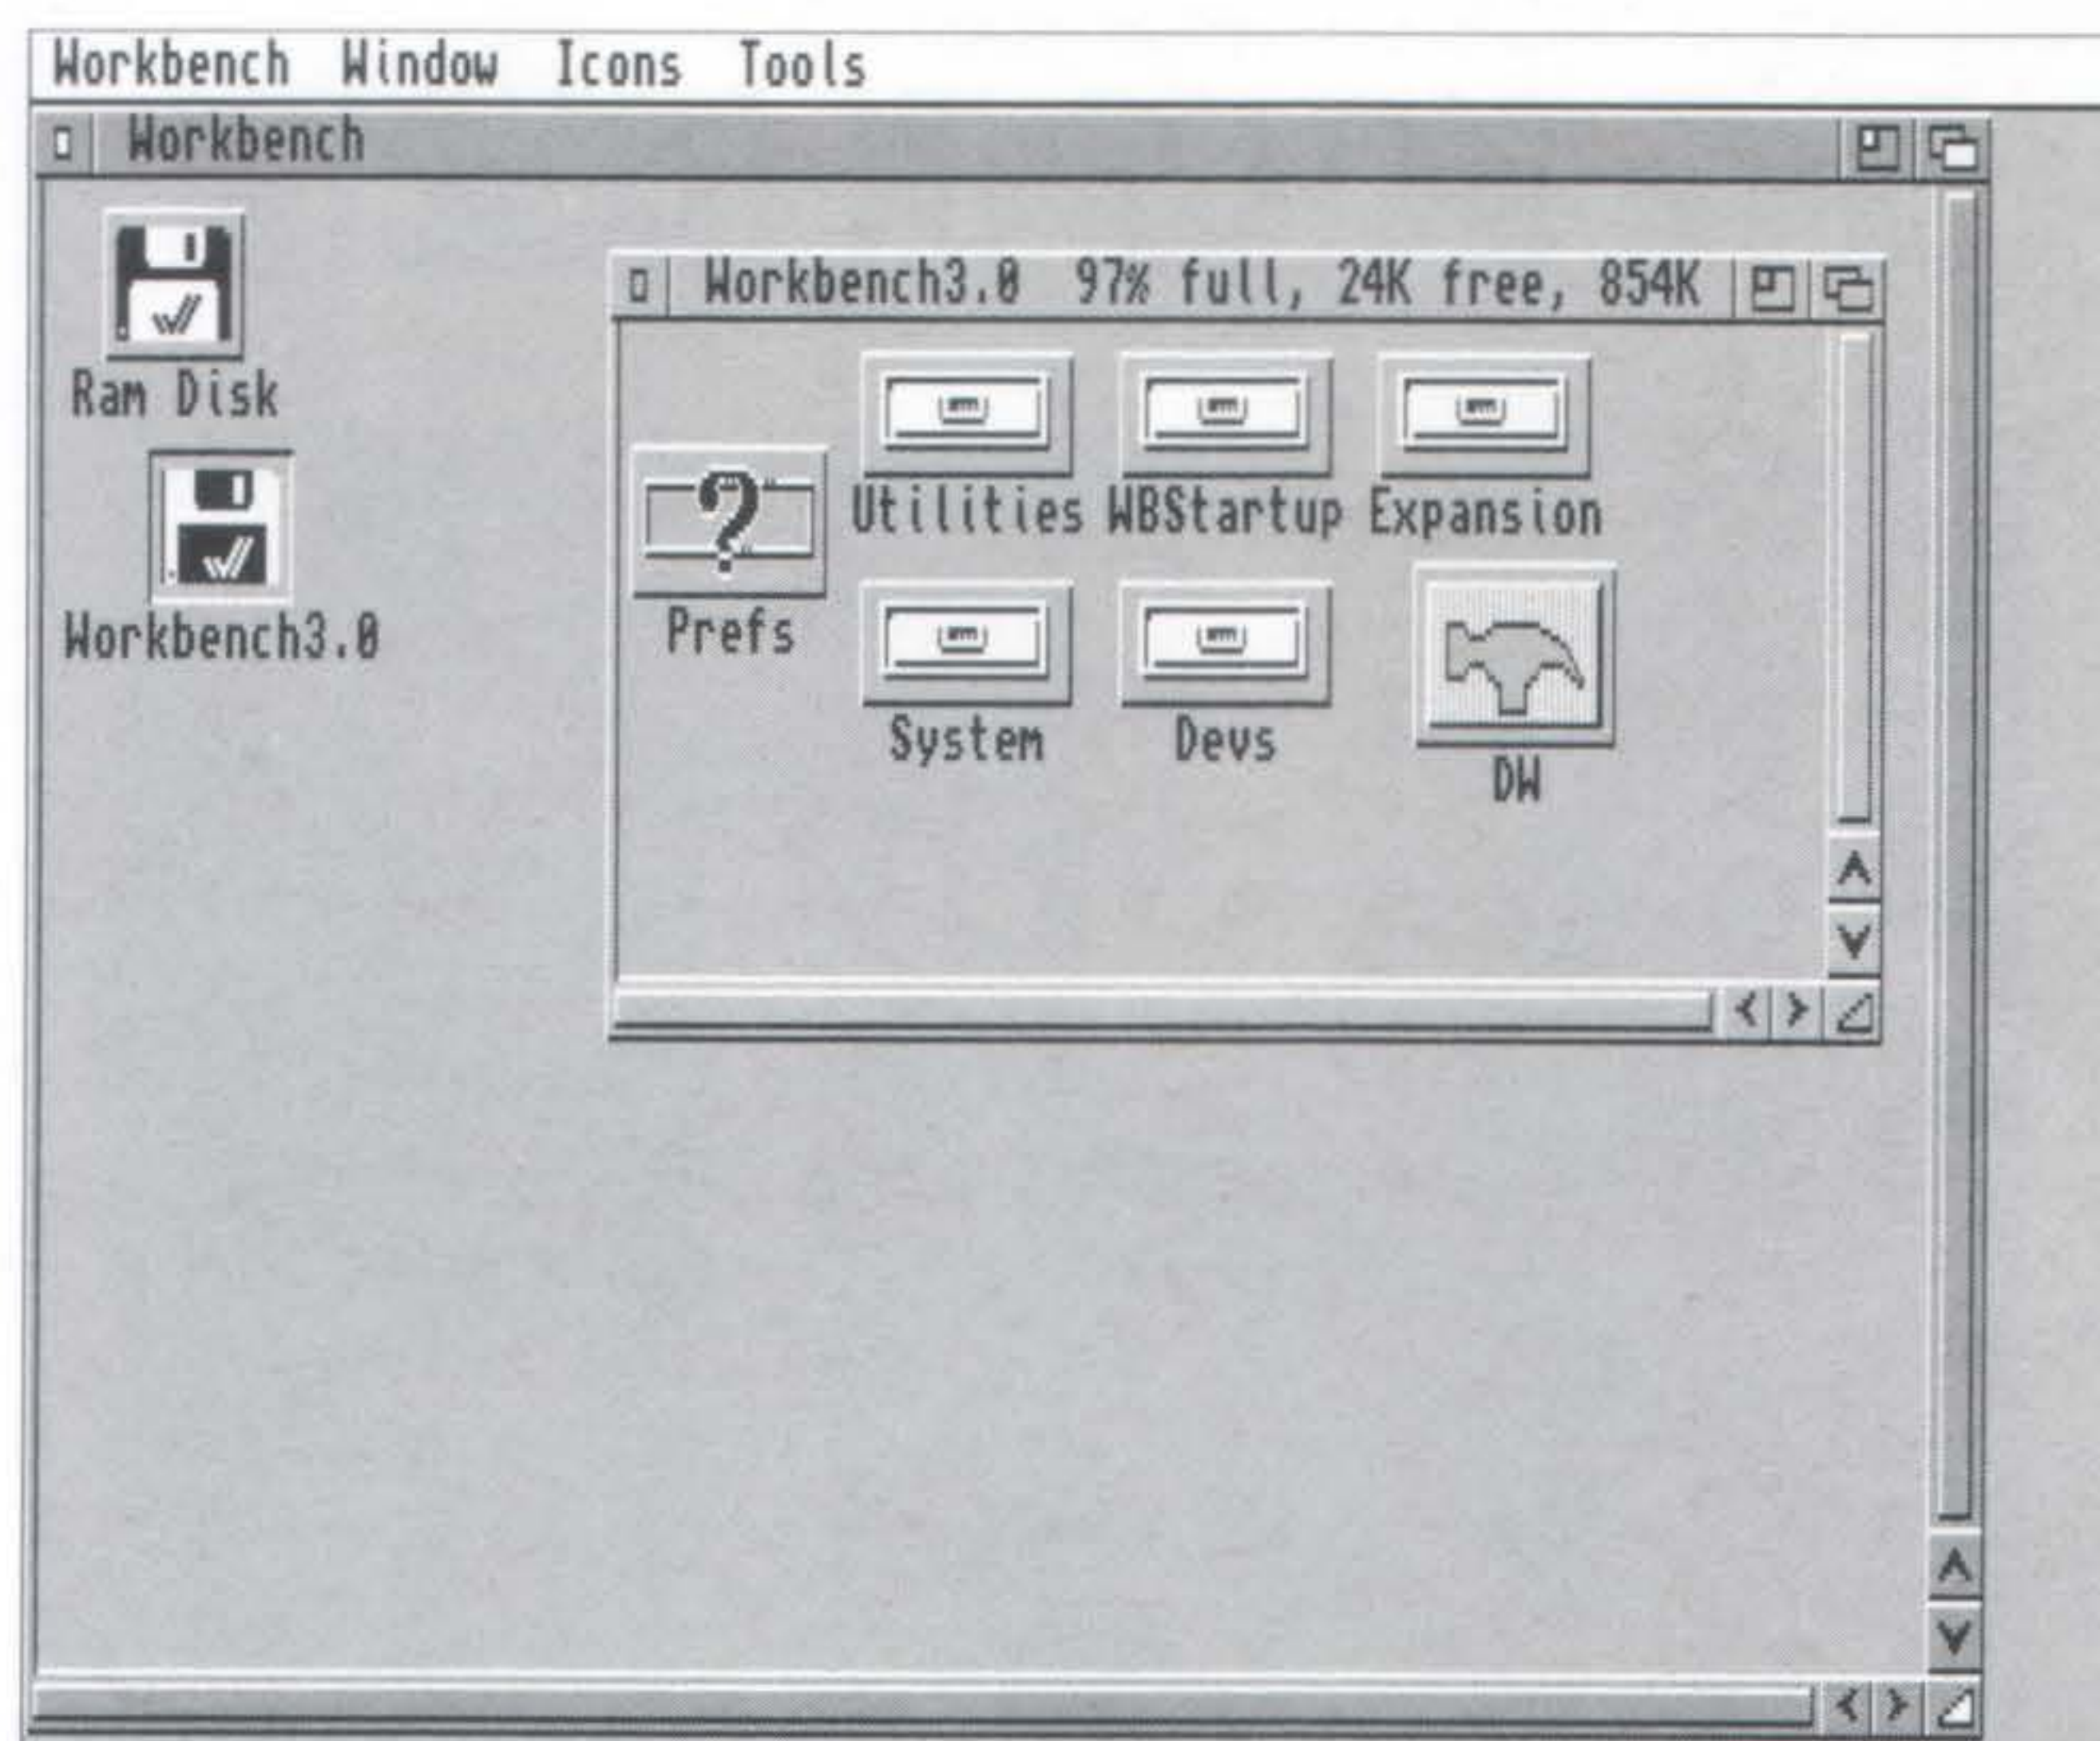 Workbench Window Icons Tools
Workbench
Ram Disk
Workbench3.0
Workbench3.0 97% full, 24K free, 854K
Utilities WBStartup Expansion
Prefs
System Devs
DW